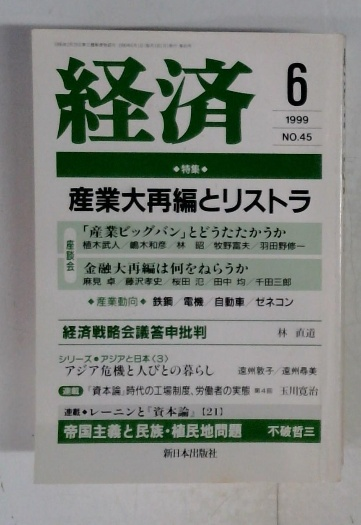 経済
6
1999
NO.45
◆特集◆
産業大再編とリストラ
座談会
「産業ビッグバン」とどうたたかうか
植木武人/嶋木和彦/林 昭/牧野富夫/羽田野修一
金融大再編は何をねらうか
麻見 卓/藤沢孝史 桜田 氾/田中 均/千田三郎
◆産業動向◆ 鉄鋼/電機/自動車/ゼネコン
経済戦略会議答申批判 林 直道
シリーズ●アジアと日本〈3〉
アジア危機と人びとの暮らし 遠州敦子/遠州尋美
連載 「資本論」時代の工場制度、労働者の実態 第4回 玉川寛治
連載◆レーニンと『資本論』【21】
帝国主義と民族・植民地問題 不破哲三
新日本出版社